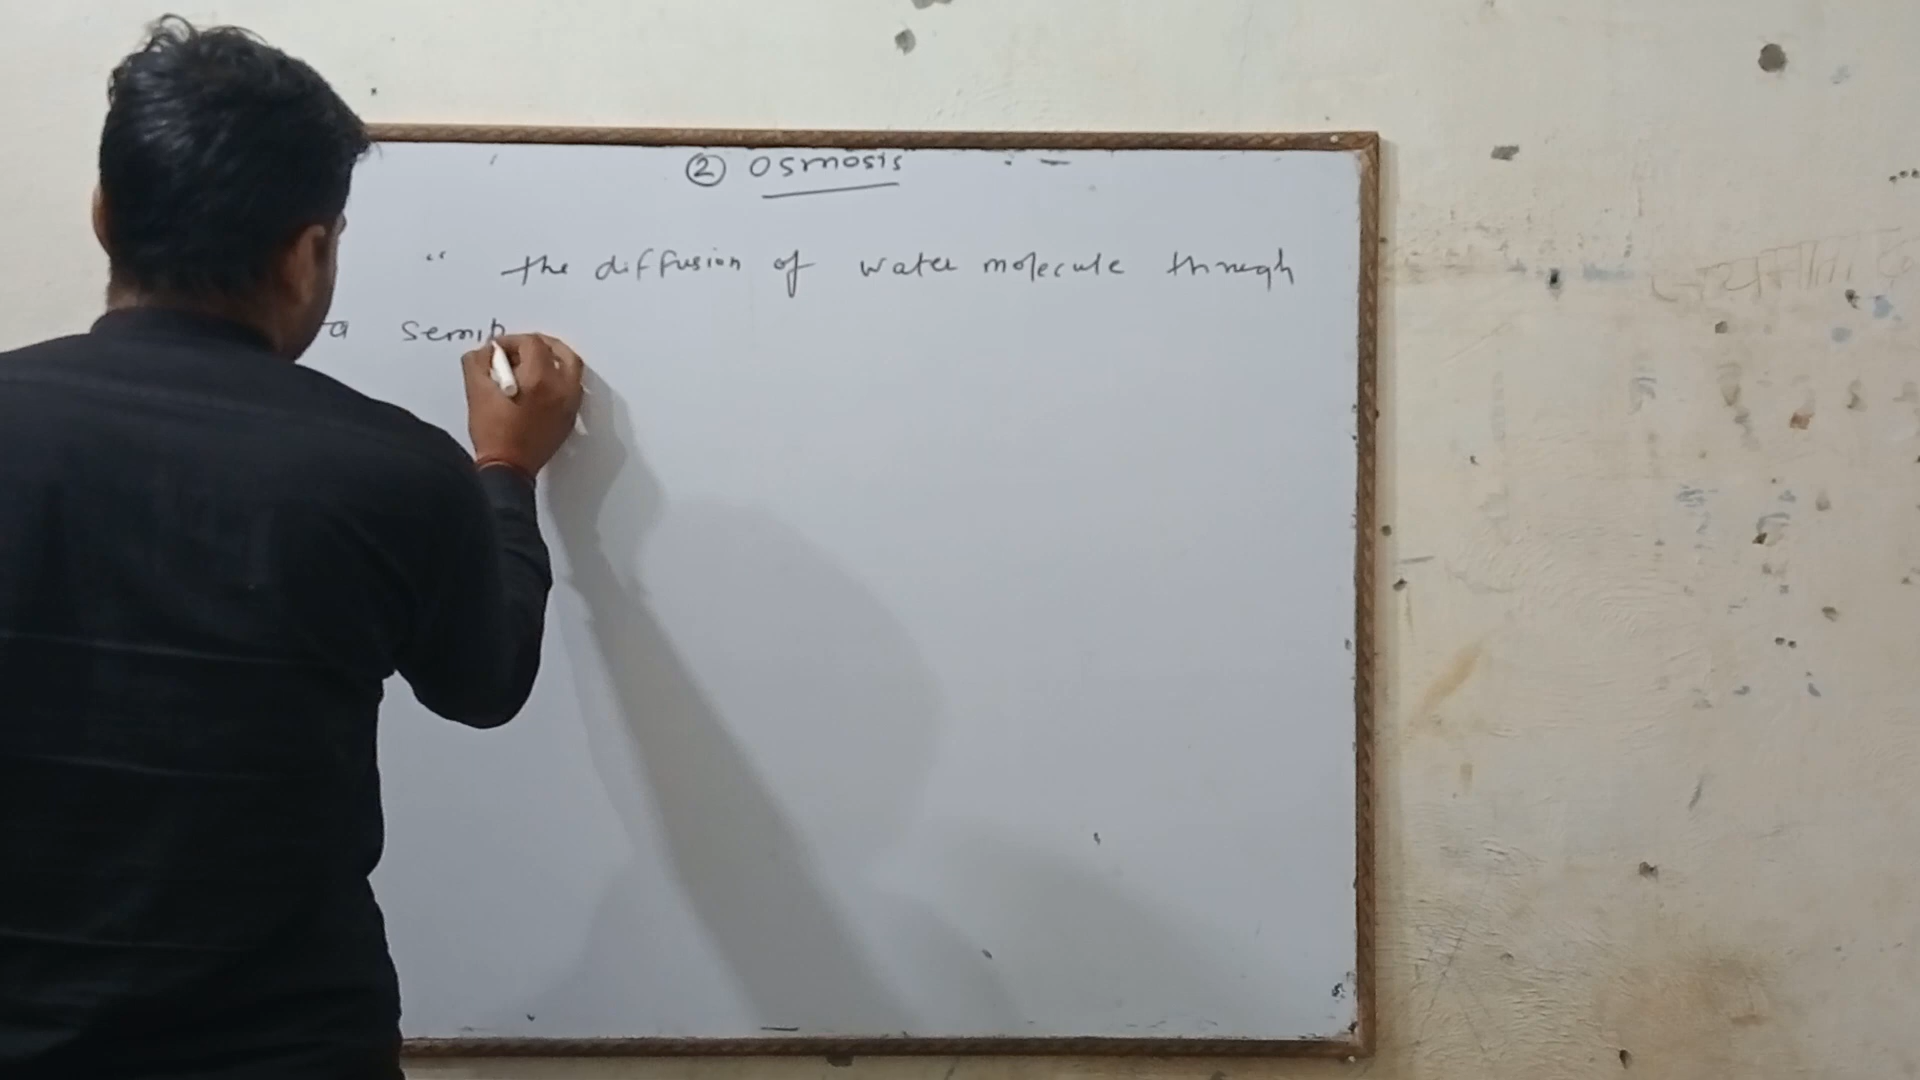 ② Osmosis
“ the diffusion of water molecule through
a semip